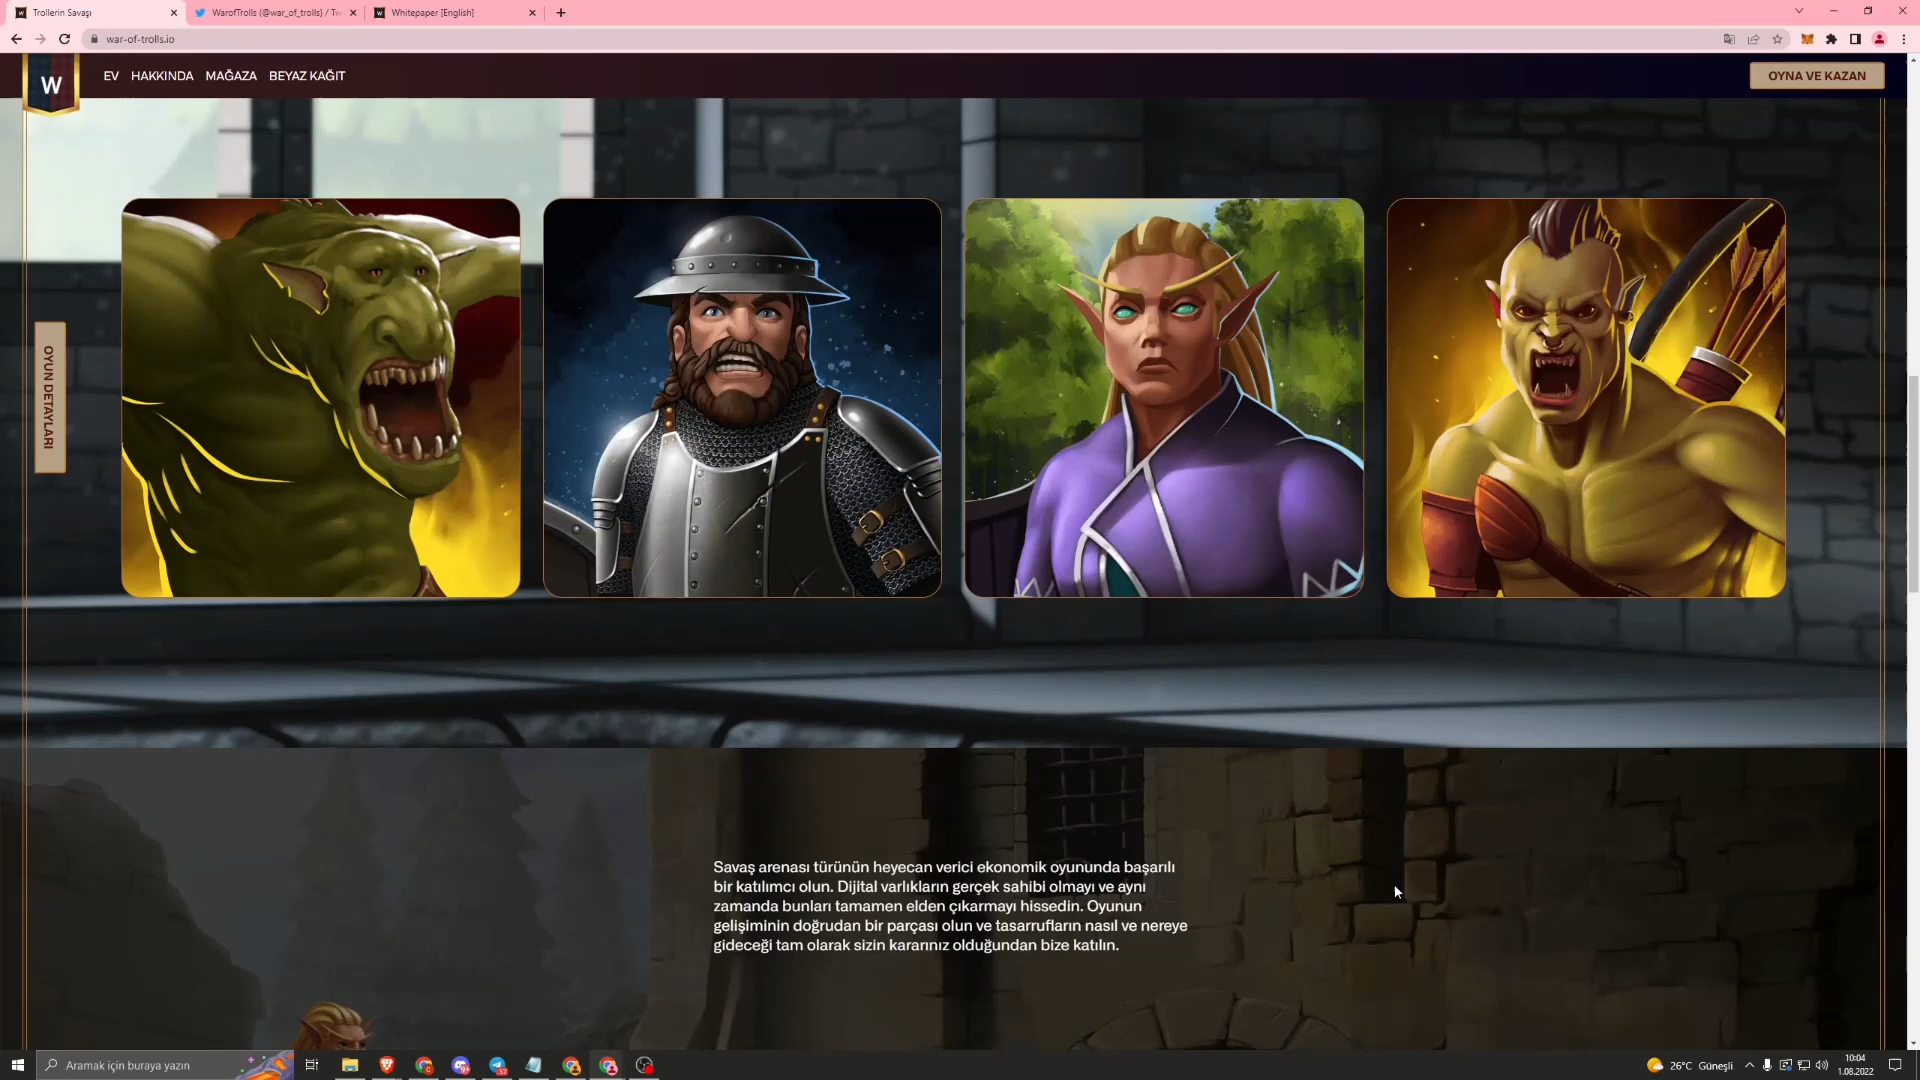 Trollerin Savaşı
WarofTrolls (@war_of_trolls) / Tw
Whitepaper [English]
war-of-trolls.io
W
EV HAKKINDA MAĞAZA BEYAZ KAĞIT
OYNA VE KAZAN
OYUN DETAYLARI
Savaş arenası türünün heyecan verici ekonomik oyununda başarılı
bir katılımcı olun. Dijital varlıkların gerçek sahibi olmayı ve aynı
zamanda bunları tamamen elden çıkarmayı hissedin. Oyunun
gelişiminin doğrudan bir parçası olun ve tasarrufların nasıl ve nereye
gideceği tam olarak sizin kararınız olduğundan bize katılın.
Aramak için buraya yazın
26°C Güneşli
10:04
1.08.2022